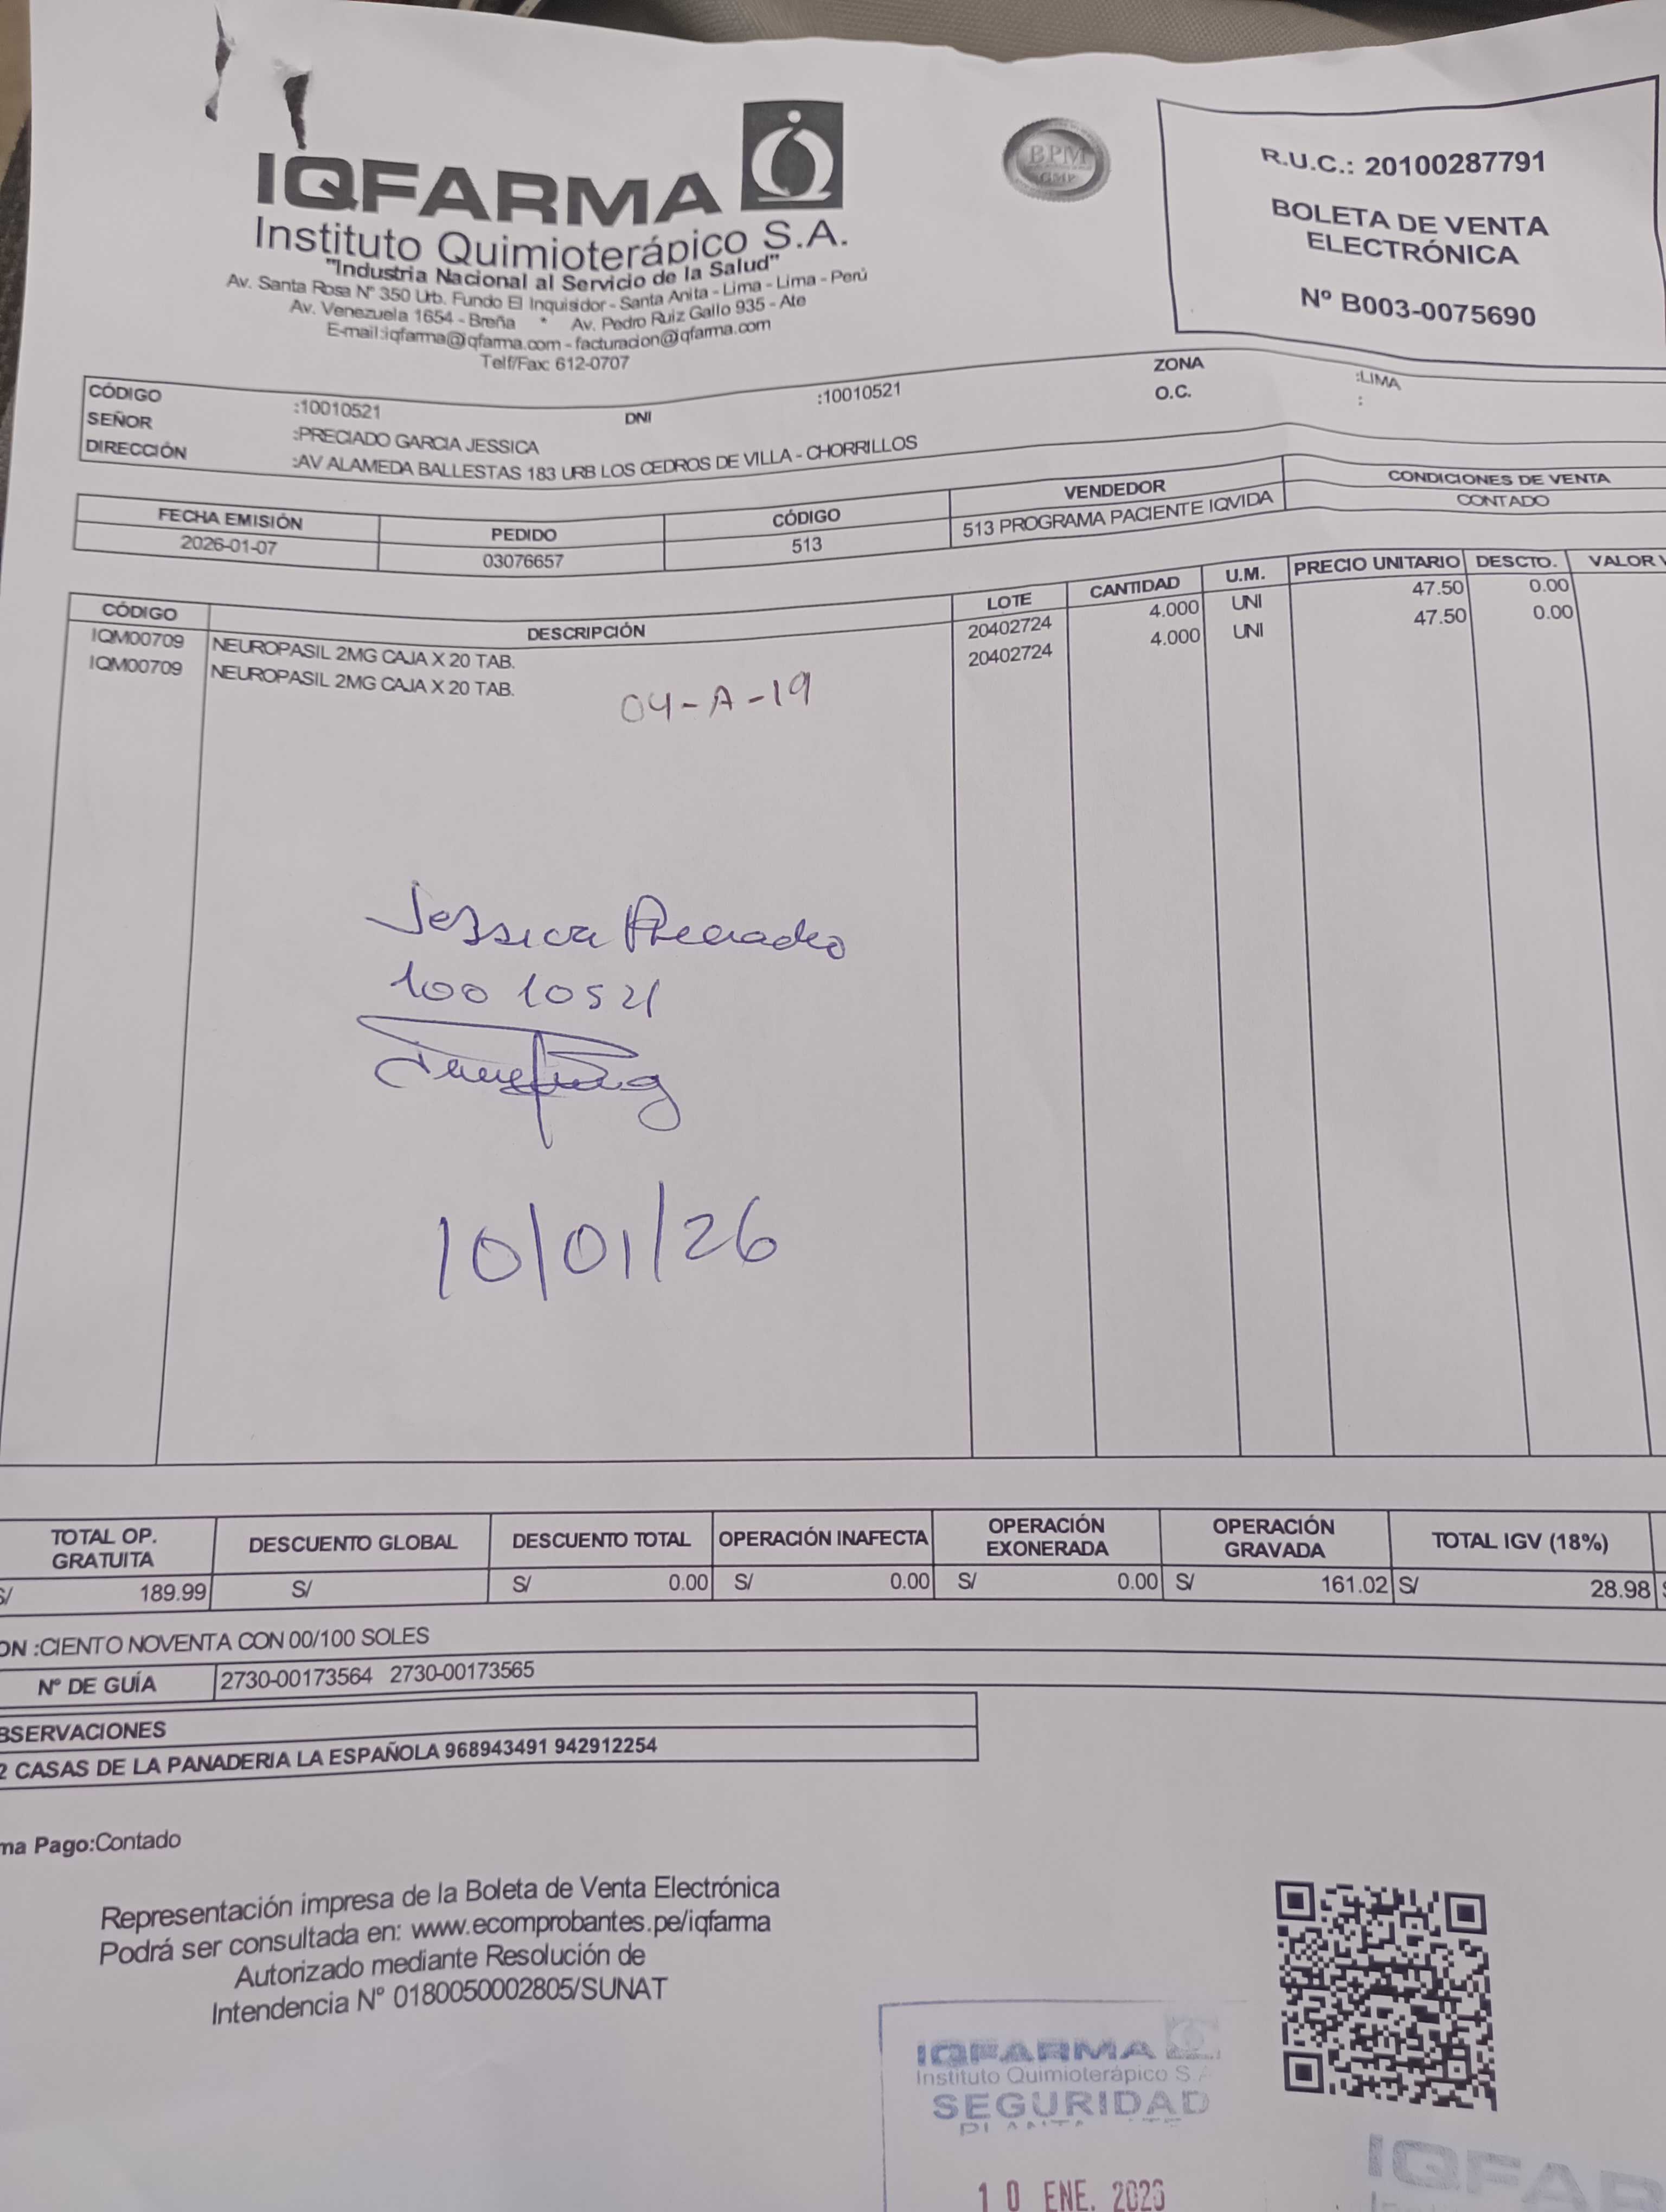 IQFARMA
Instituto Quimioterápico S.A.
"Industria Nacional al Servicio de la Salud"
Av. Santa Rosa N° 350 Urb. Fundo El Inquisidor - Santa Anita - Lima - Lima - Perú
Av. Venezuela 1654 - Breña * Av. Pedro Ruiz Gallo 935 - Ate
E-mail:iqfarma@iqfarma.com - facturacion@iqfarma.com
Telf/Fax: 612-0707
BPM
GMP
R.U.C.: 20100287791
BOLETA DE VENTA
ELECTRÓNICA
Nº B003-0075690
CÓDIGO :10010521 DNI :10010521 ZONA :LIMA
SEÑOR :PRECIADO GARCIA JESSICA O.C. :
DIRECCIÓN :AV ALAMEDA BALLESTAS 183 URB LOS CEDROS DE VILLA - CHORRILLOS
FECHA EMISIÓN PEDIDO CÓDIGO VENDEDOR CONDICIONES DE VENTA
2026-01-07 03076657 513 513 PROGRAMA PACIENTE IQVIDA CONTADO
CÓDIGO DESCRIPCIÓN LOTE CANTIDAD U.M. PRECIO UNITARIO DESCTO. VALOR V
IQM00709 NEUROPASIL 2MG CAJA X 20 TAB. 20402724 4.000 UNI 47.50 0.00
IQM00709 NEUROPASIL 2MG CAJA X 20 TAB. 20402724 4.000 UNI 47.50 0.00
04-A-19
Jessica Preciado
10010521
10/01/26
TOTAL OP. GRATUITA DESCUENTO GLOBAL DESCUENTO TOTAL OPERACIÓN INAFECTA OPERACIÓN EXONERADA OPERACIÓN GRAVADA TOTAL IGV (18%)
S/ 189.99 S/ S/ 0.00 S/ 0.00 S/ 0.00 S/ 161.02 S/ 28.98
ON :CIENTO NOVENTA CON 00/100 SOLES
Nº DE GUÍA 2730-00173564 2730-00173565
BSERVACIONES
2 CASAS DE LA PANADERIA LA ESPAÑOLA 968943491 942912254
ma Pago:Contado
Representación impresa de la Boleta de Venta Electrónica
Podrá ser consultada en: www.ecomprobantes.pe/iqfarma
Autorizado mediante Resolución de
Intendencia N° 0180050002805/SUNAT
IQFARMA
Instituto Quimioterápico S.A.
SEGURIDAD
10 ENE. 2026
IQFAR